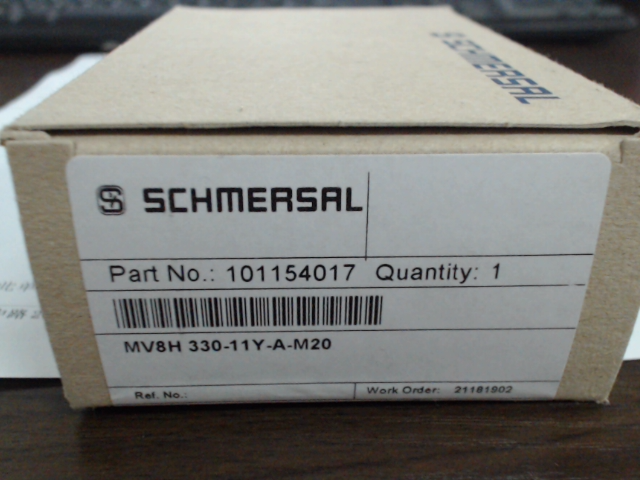 SCHMERSAL
SCHMERSAL
Part No.: 101154017 Quantity: 1
MV8H 330-11Y-A-M20
Ref. No.:
Work Order: 21181902